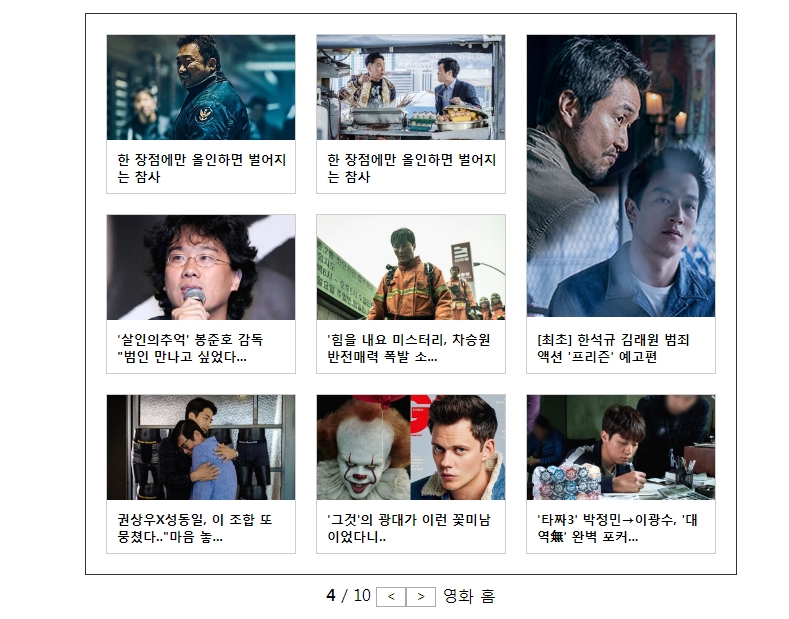 한 장점에만 올인하면 벌어지
는 참사
한 장점에만 올인하면 벌어지
는 참사
'살인의추억' 봉준호 감독
"범인 만나고 싶었다...
'힘을 내요 미스터리, 차승원
반전매력 폭발 소...
[최초] 한석규 김래원 범죄
액션 '프리즌' 예고편
권상우X성동일, 이 조합 또
뭉쳤다.."마음 놓...
'그것'의 광대가 이런 꽃미남
이었다니..
'타짜3' 박정민→이광수, '대
역無' 완벽 포커...
4 / 10 < > 영화 홈